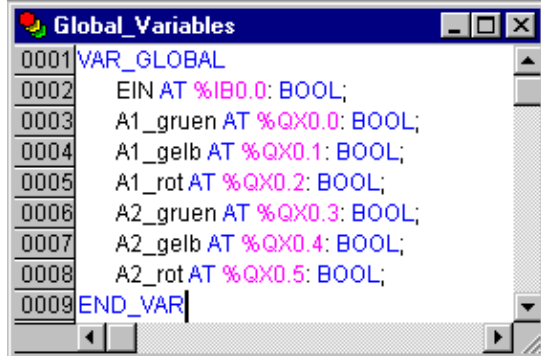 Global_Variables
0001 VAR_GLOBAL
0002 EIN AT %IB0.0: BOOL;
0003 A1_gruen AT %QX0.0: BOOL;
0004 A1_gelb AT %QX0.1: BOOL;
0005 A1_rot AT %QX0.2: BOOL;
0006 A2_gruen AT %QX0.3: BOOL;
0007 A2_gelb AT %QX0.4: BOOL;
0008 A2_rot AT %QX0.5: BOOL;
0009 END_VAR